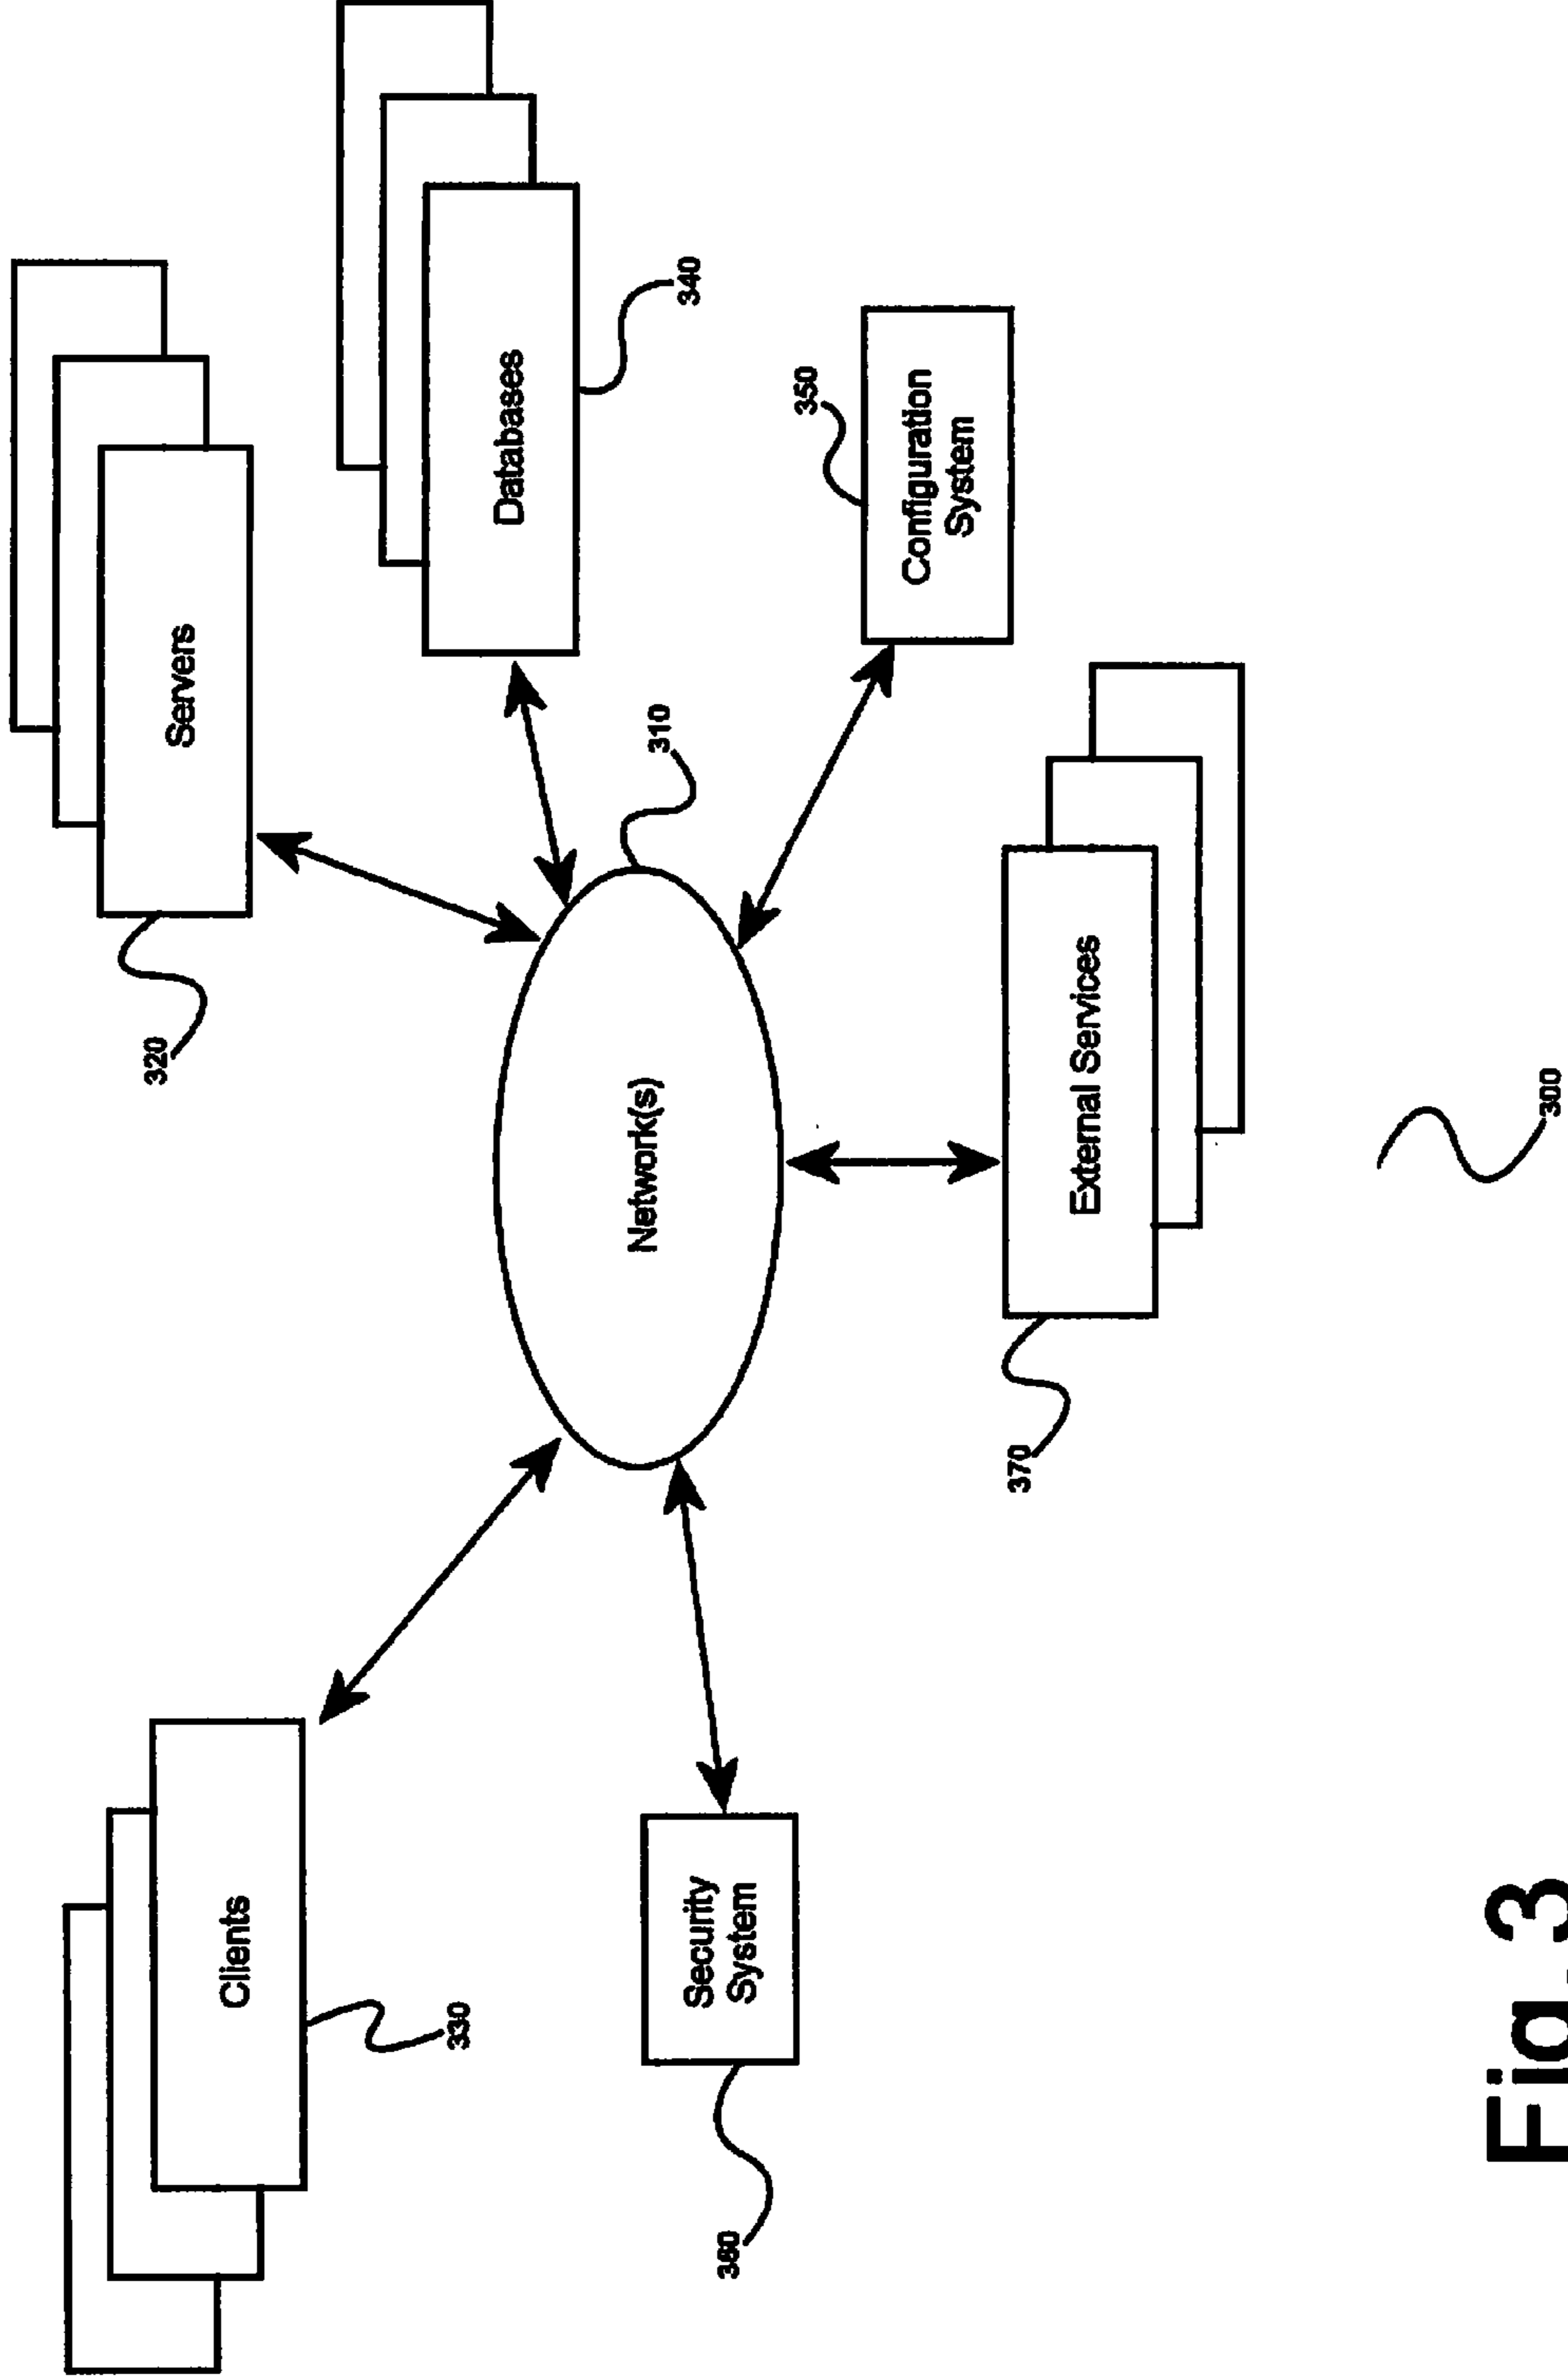 320
Servers
Clients
330
Databases
Network(s)
310
340
Security
System
360
350
Configuration
System
370
External Services
300
Fig. 3